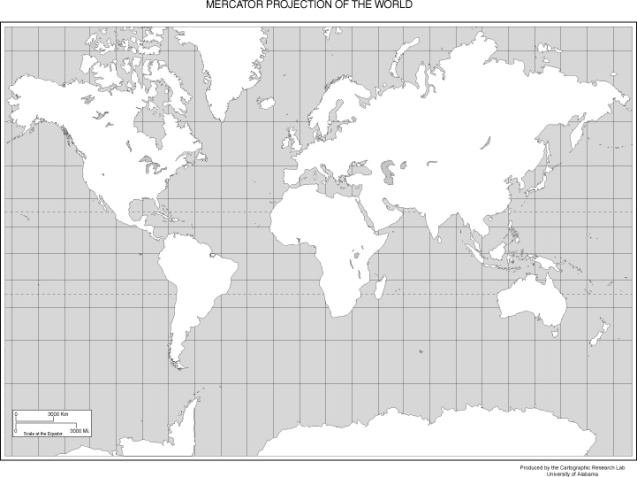 MERCATOR PROJECTION OF THE WORLD
0 3000 Km
0 3000 Mi.
Scale at the Equator
Produced by the Cartographic Research Lab
University of Alabama